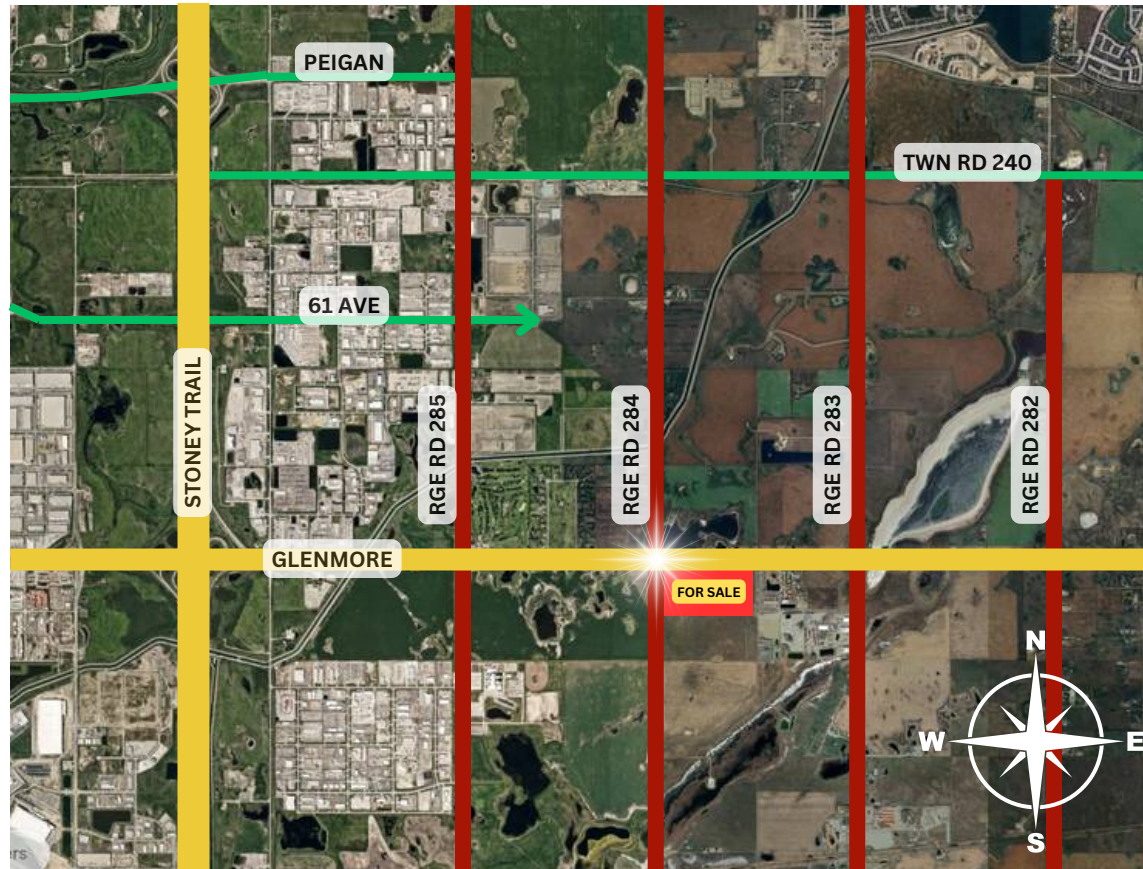 PEIGAN
TWN RD 240
61 AVE
STONEY TRAIL
RGE RD 285
RGE RD 284
RGE RD 283
RGE RD 282
GLENMORE
FOR SALE
N
W
E
S
ers